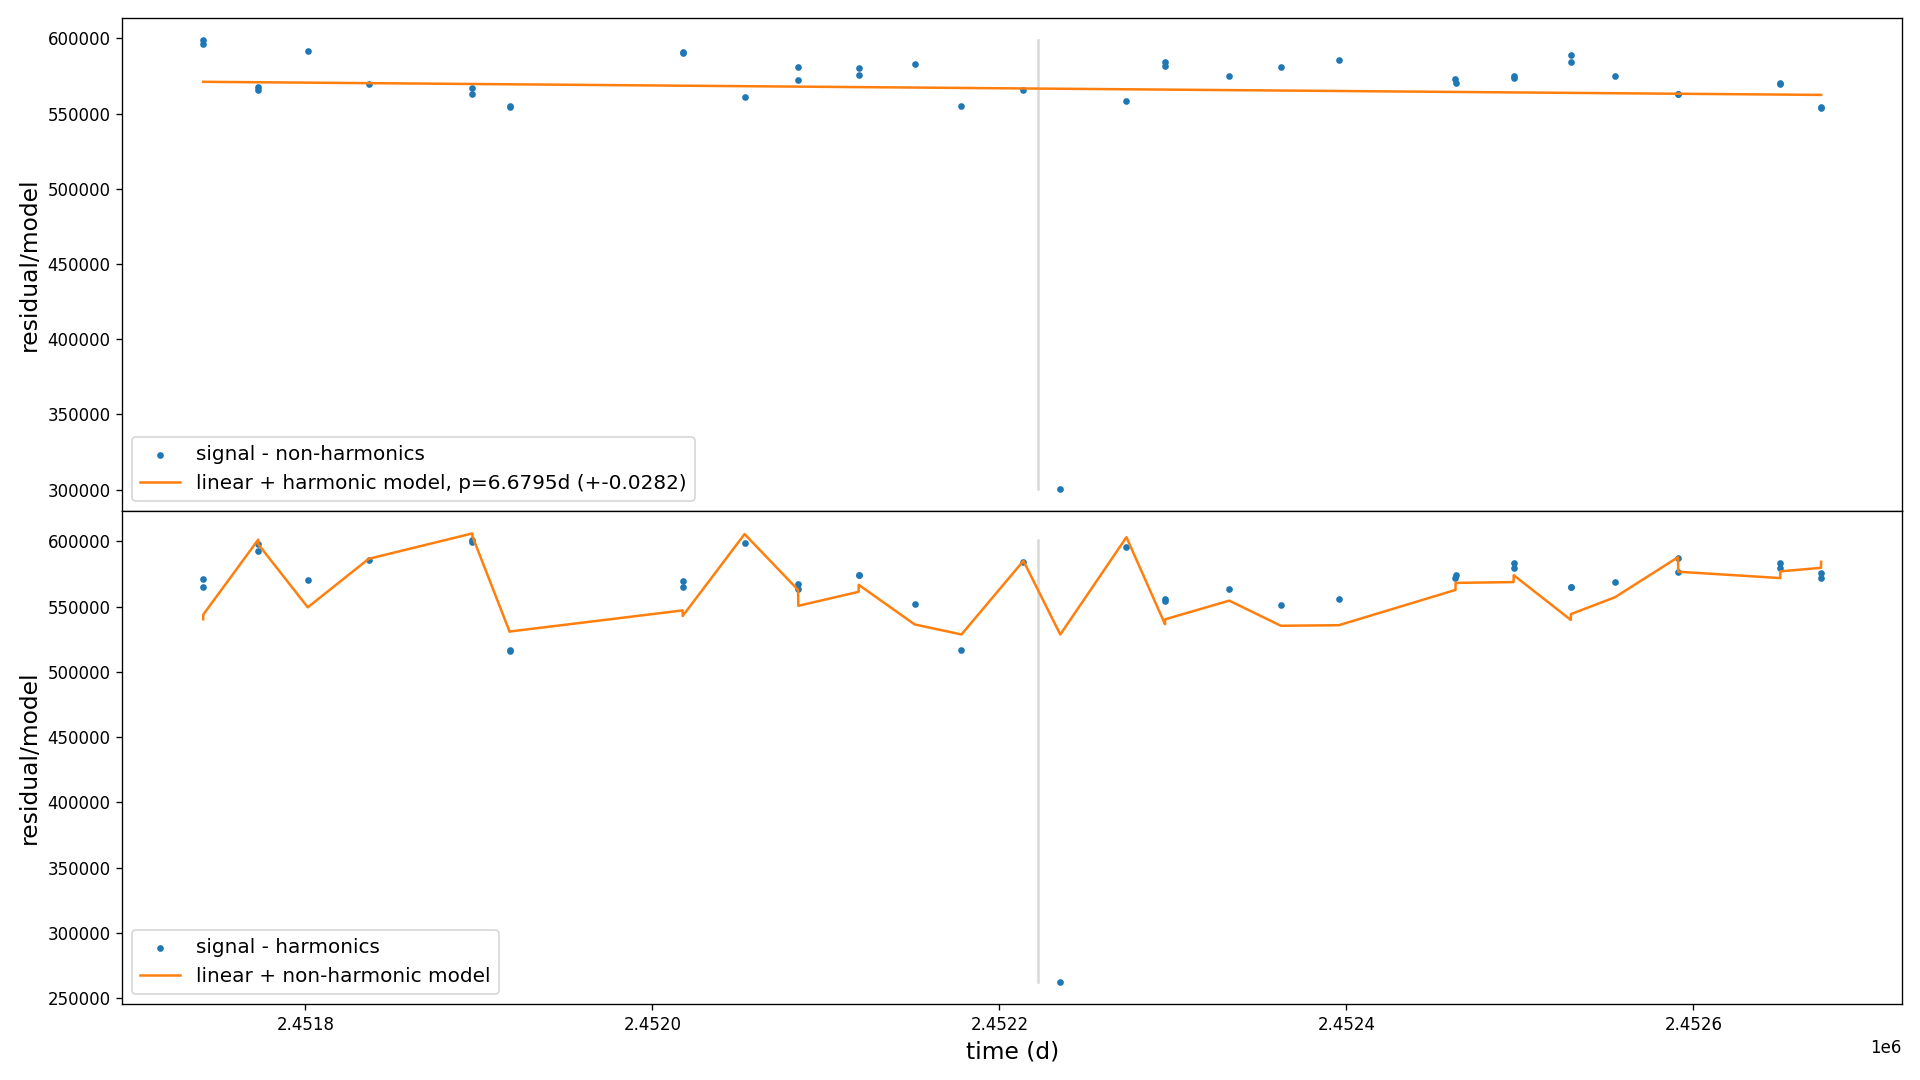 600000
550000
500000
450000
400000
350000
300000
residual/model
signal - non-harmonics
linear + harmonic model, p=6.6795d (+-0.0282)
600000
550000
500000
450000
400000
350000
300000
250000
residual/model
signal - harmonics
linear + non-harmonic model
2.4518 2.4520 2.4522 2.4524 2.4526
time (d)
1e6